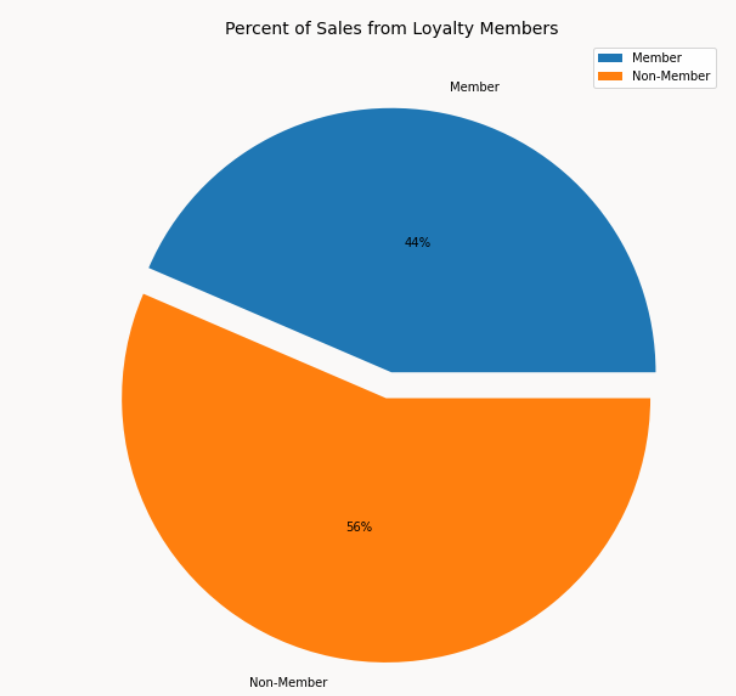 Percent of Sales from Loyalty Members
Member
Non-Member
Member
44%
56%
Non-Member